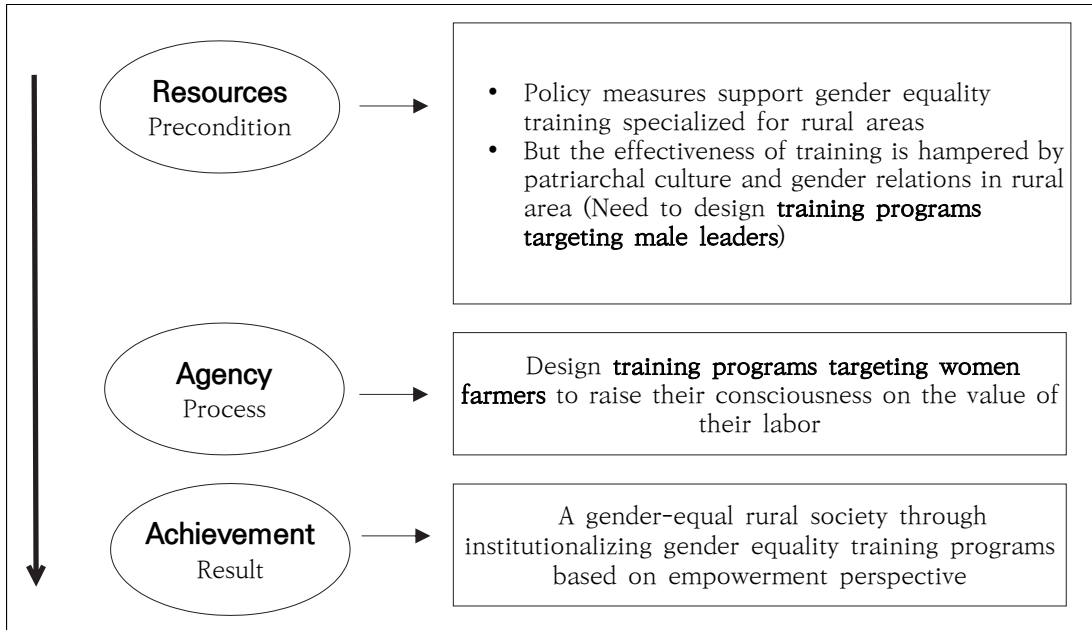 Resources
Precondition
• Policy measures support gender equality
training specialized for rural areas
• But the effectiveness of training is hampered by
patriarchal culture and gender relations in rural
area (Need to design training programs
targeting male leaders)
Agency
Process
Design training programs targeting women
farmers to raise their consciousness on the value of
their labor
Achievement
Result
A gender-equal rural society through
institutionalizing gender equality training programs
based on empowerment perspective